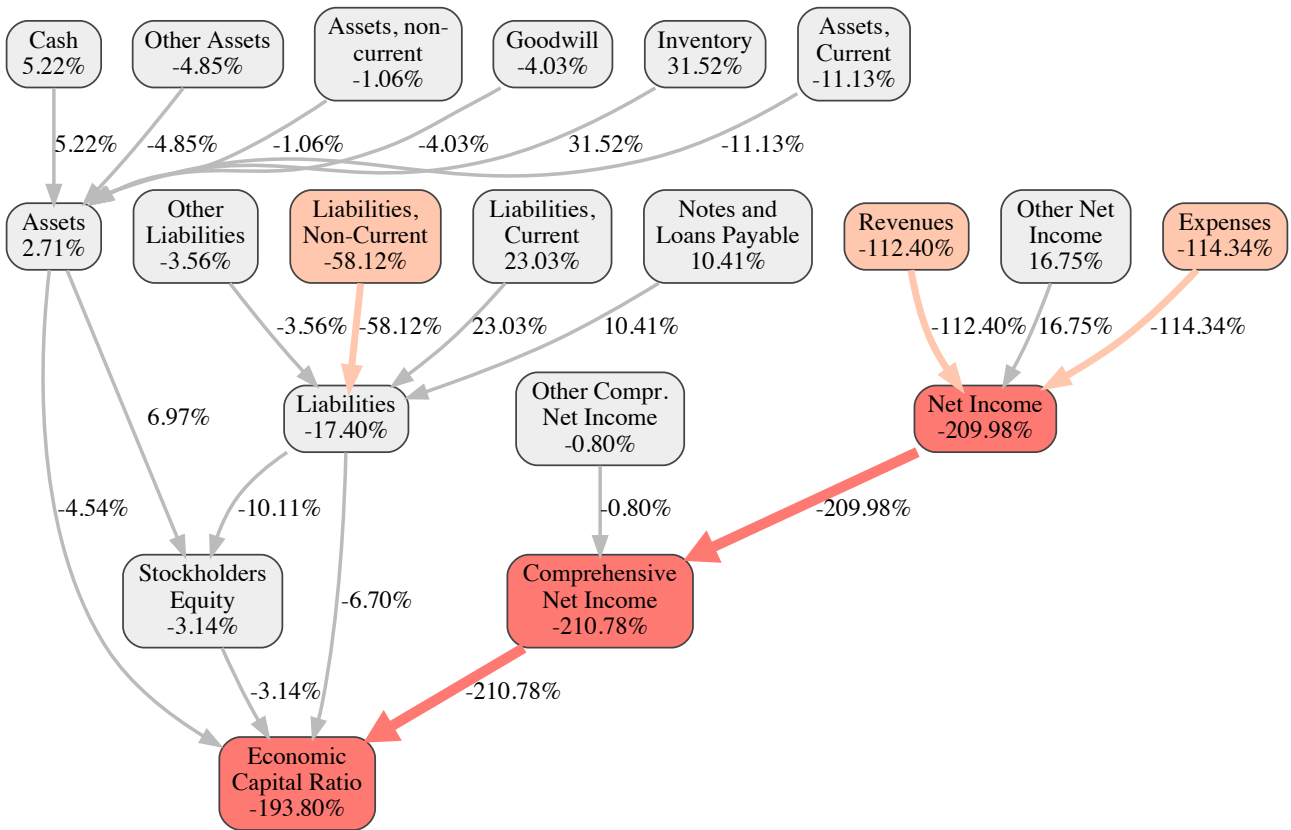 Cash
5.22%
Other Assets
-4.85%
Assets, non-
current
-1.06%
Goodwill
-4.03%
Inventory
31.52%
Assets,
Current
-11.13%
5.22%
-4.85%
-1.06%
-4.03%
31.52%
-11.13%
Assets
2.71%
Other
Liabilities
-3.56%
Liabilities,
Non-Current
-58.12%
Liabilities,
Current
23.03%
Notes and
Loans Payable
10.41%
Revenues
-112.40%
Other Net
Income
16.75%
Expenses
-114.34%
-3.56%
-58.12%
23.03%
10.41%
-112.40%
16.75%
-114.34%
6.97%
Liabilities
-17.40%
Other Compr.
Net Income
-0.80%
Net Income
-209.98%
-4.54%
-10.11%
-0.80%
-209.98%
Stockholders
Equity
-3.14%
-6.70%
Comprehensive
Net Income
-210.78%
-3.14%
-210.78%
Economic
Capital Ratio
-193.80%